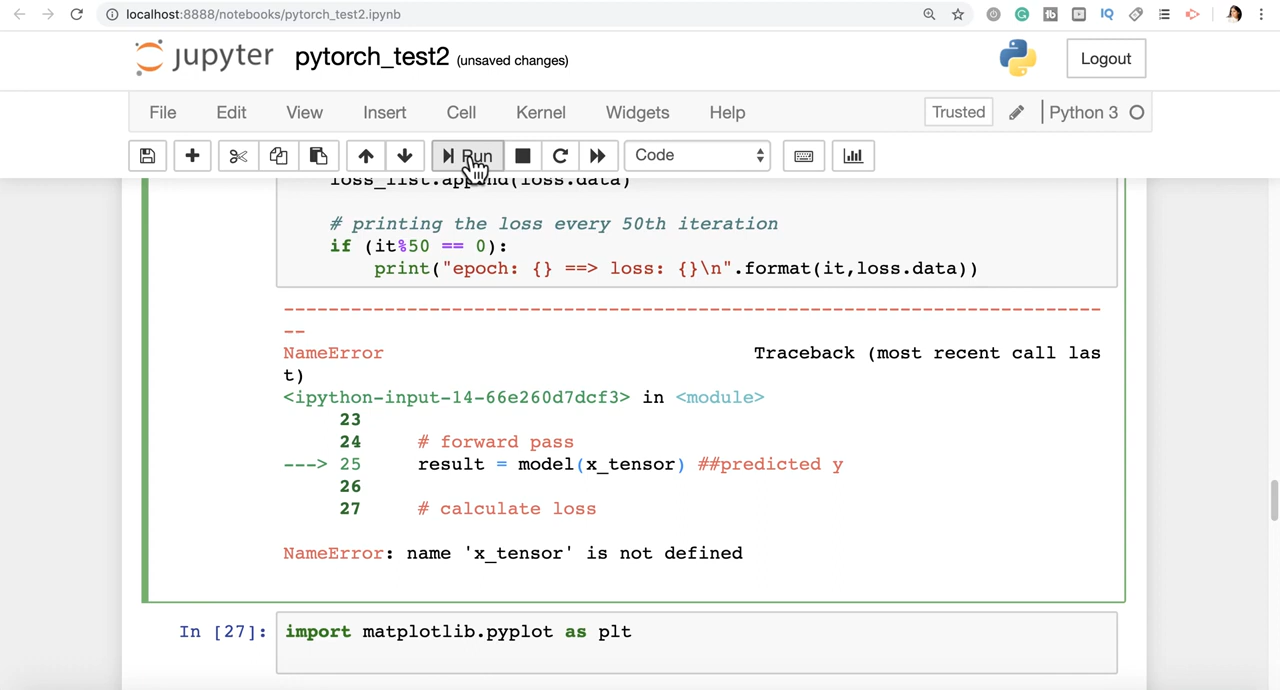 localhost:8888/notebooks/pytorch_test2.ipynb
jupyter pytorch_test2 (unsaved changes)
Logout
File Edit View Insert Cell Kernel Widgets Help
Trusted Python 3
Run Code
loss_list.append(loss.data)
# printing the loss every 50th iteration
if (it%50 == 0):
print("epoch: {} ==> loss: {}\n".format(it,loss.data))
---------------------------------------------------------------------------
--
NameError Traceback (most recent call las
t)
<ipython-input-14-66e260d7dcf3> in <module>
23
24 # forward pass
---> 25 result = model(x_tensor) ##predicted y
26
27 # calculate loss
NameError: name 'x_tensor' is not defined
In [27]: import matplotlib.pyplot as plt